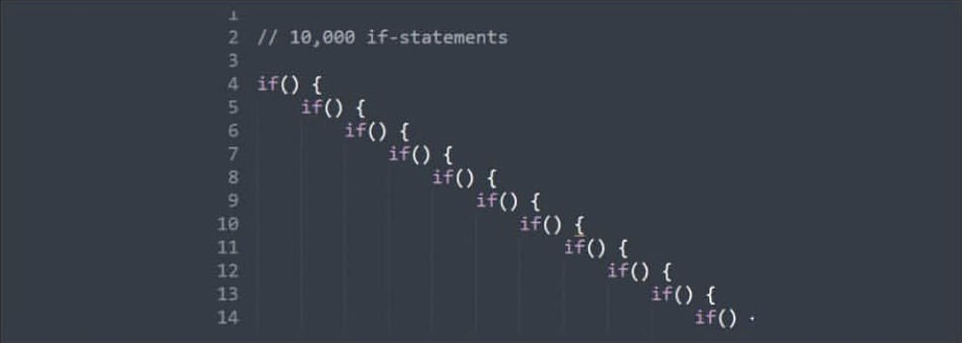 1
2 // 10,000 if-statements
3
4 if() {
5 if() {
6 if() {
7 if() {
8 if() {
9 if() {
10 if() {
11 if() {
12 if() {
13 if() {
14 if()